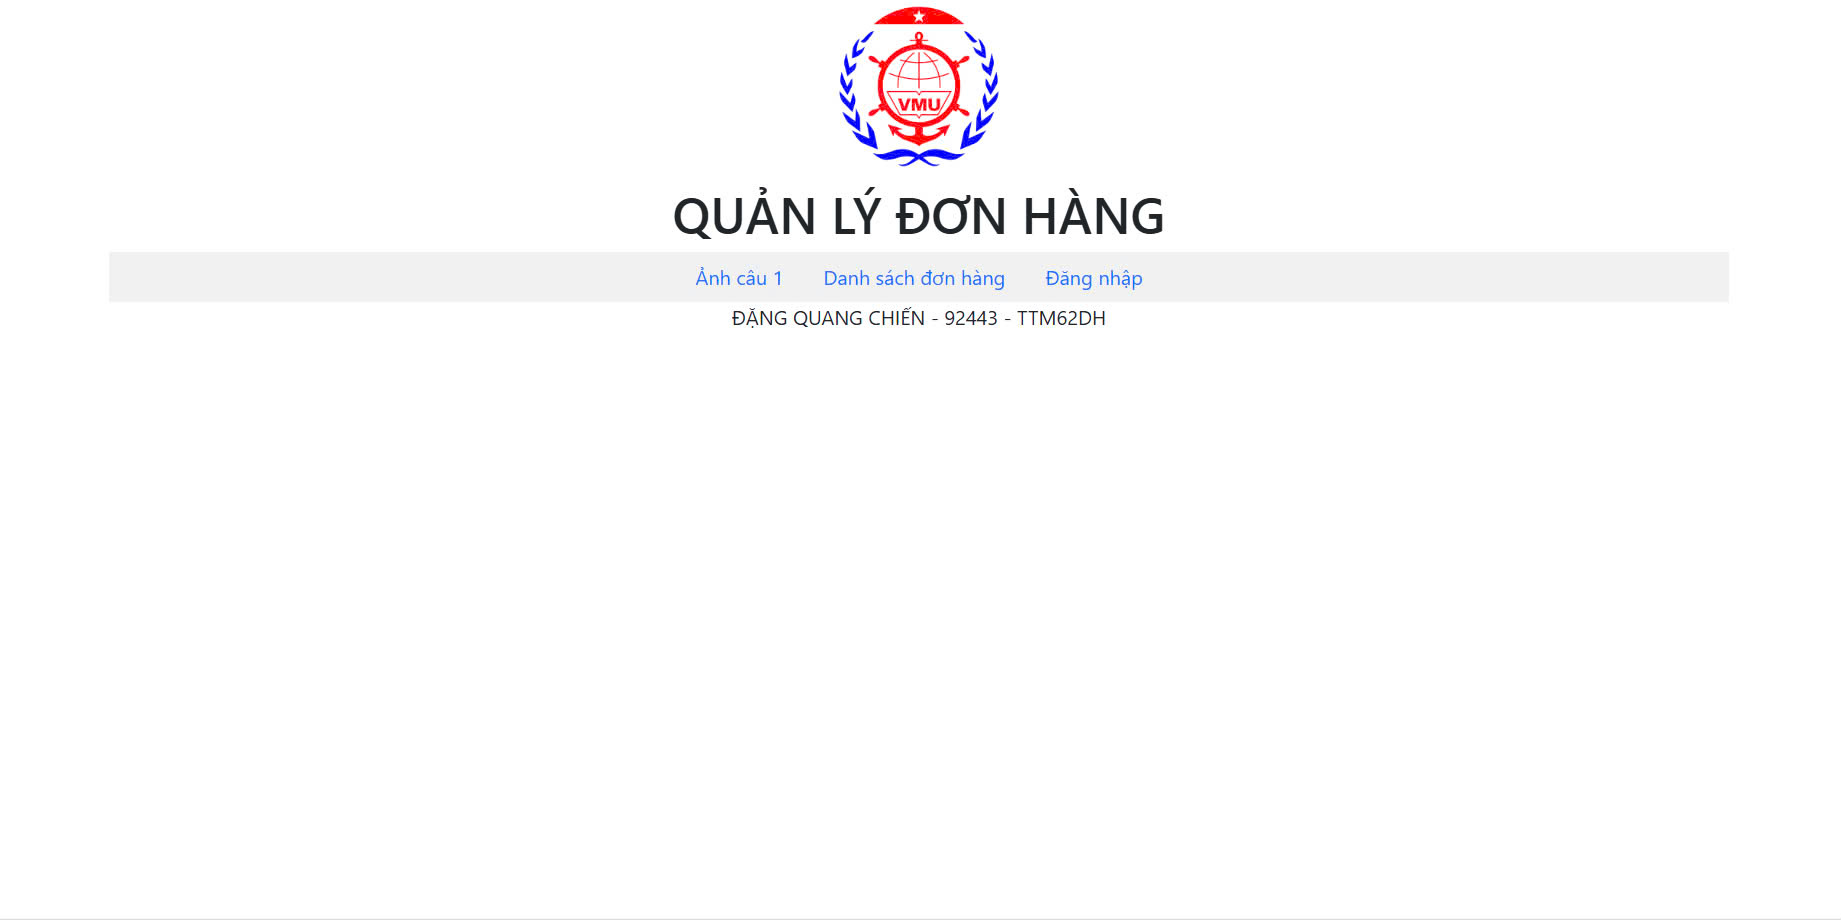 VMU
QUẢN LÝ ĐƠN HÀNG
Ảnh câu 1 Danh sách đơn hàng Đăng nhập
ĐẶNG QUANG CHIẾN - 92443 - TTM62DH